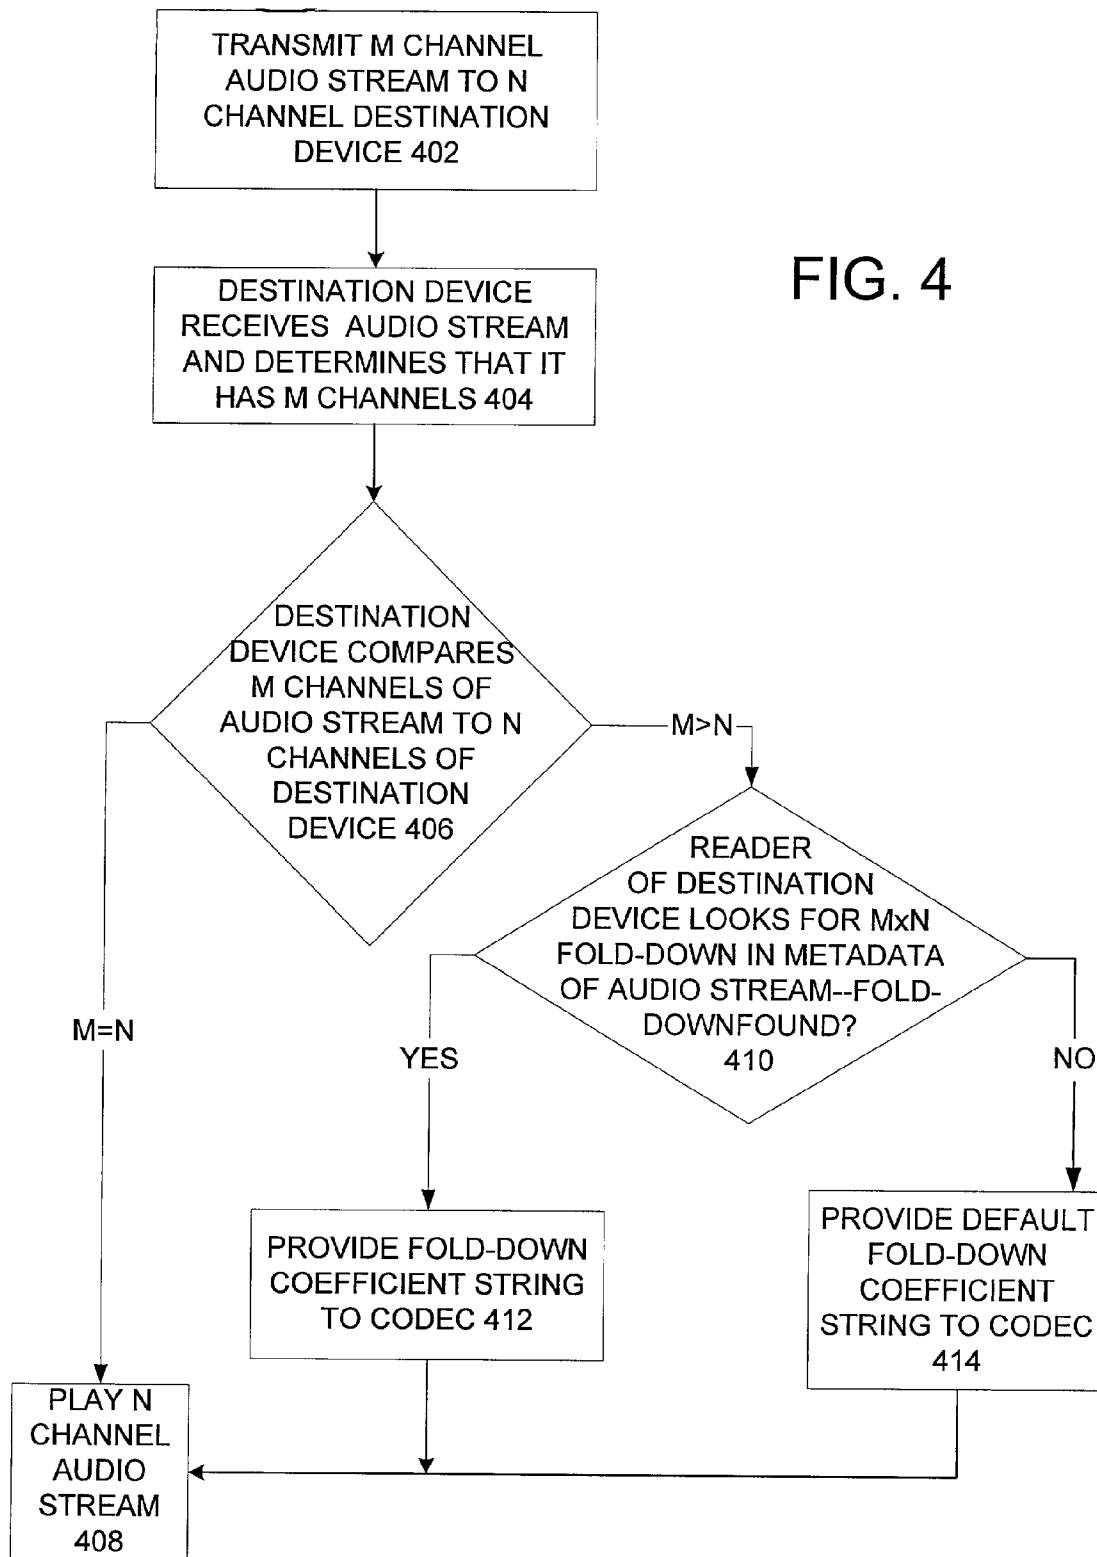 TRANSMIT M CHANNEL
AUDIO STREAM TO N
CHANNEL DESTINATION
DEVICE 402
FIG. 4
DESTINATION DEVICE
RECEIVES AUDIO STREAM
AND DETERMINES THAT IT
HAS M CHANNELS 404
DESTINATION
DEVICE COMPARES
M CHANNELS OF
AUDIO STREAM TO N
CHANNELS OF
DESTINATION
DEVICE 406
M>N
M=N
READER
OF DESTINATION
DEVICE LOOKS FOR MxN
FOLD-DOWN IN METADATA
OF AUDIO STREAM--FOLD-
DOWNFOUND?
410
YES
NO
PROVIDE FOLD-DOWN
COEFFICIENT STRING
TO CODEC 412
PROVIDE DEFAULT
FOLD-DOWN
COEFFICIENT
STRING TO CODEC
414
PLAY N
CHANNEL
AUDIO
STREAM
408